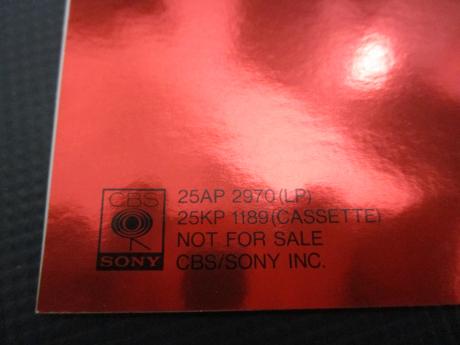 CBS
SONY
25AP 2970(LP)
25KP 1189(CASSETTE)
NOT FOR SALE
CBS/SONY INC.